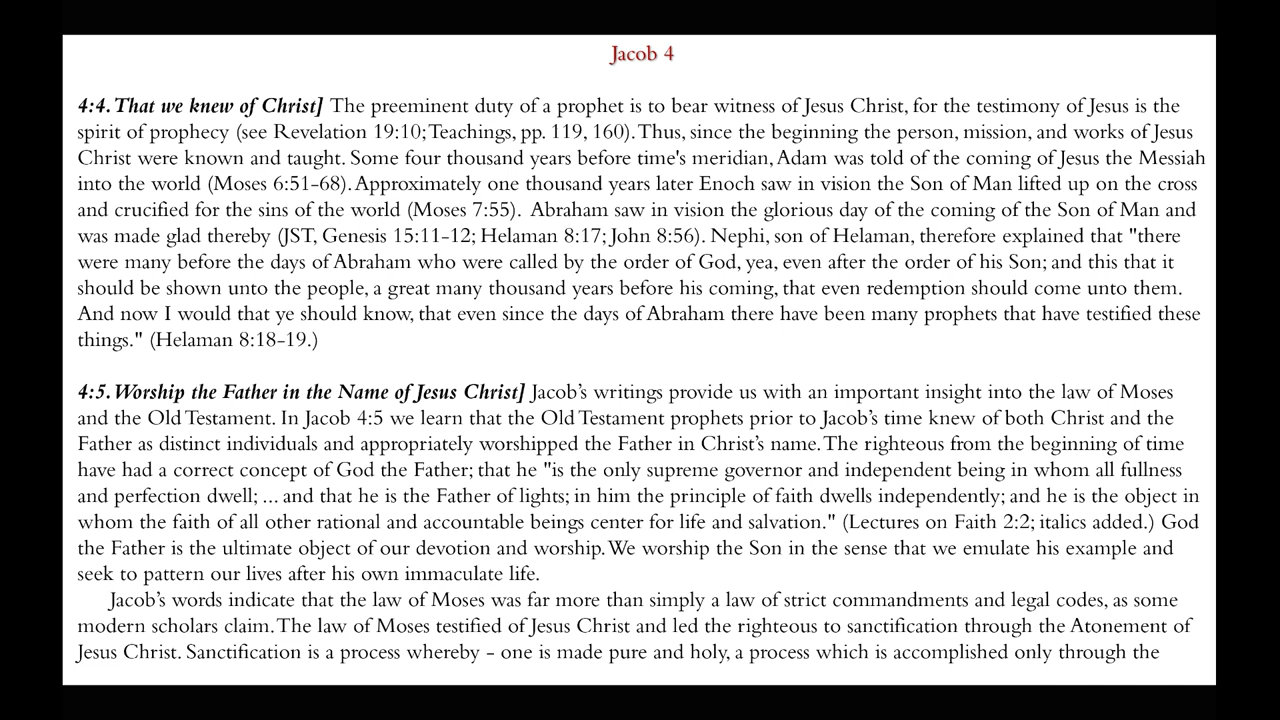 Jacob 4
4:4. That we knew of Christ] The preeminent duty of a prophet is to bear witness of Jesus Christ, for the testimony of Jesus is the
spirit of prophecy (see Revelation 19:10; Teachings, pp. 119, 160). Thus, since the beginning the person, mission, and works of Jesus
Christ were known and taught. Some four thousand years before time's meridian, Adam was told of the coming of Jesus the Messiah
into the world (Moses 6:51-68). Approximately one thousand years later Enoch saw in vision the Son of Man lifted up on the cross
and crucified for the sins of the world (Moses 7:55). Abraham saw in vision the glorious day of the coming of the Son of Man and
was made glad thereby (JST, Genesis 15:11-12; Helaman 8:17; John 8:56). Nephi, son of Helaman, therefore explained that "there
were many before the days of Abraham who were called by the order of God, yea, even after the order of his Son; and this that it
should be shown unto the people, a great many thousand years before his coming, that even redemption should come unto them.
And now I would that ye should know, that even since the days of Abraham there have been many prophets that have testified these
things." (Helaman 8:18-19.)
4:5. Worship the Father in the Name of Jesus Christ] Jacob’s writings provide us with an important insight into the law of Moses
and the Old Testament. In Jacob 4:5 we learn that the Old Testament prophets prior to Jacob’s time knew of both Christ and the
Father as distinct individuals and appropriately worshipped the Father in Christ’s name. The righteous from the beginning of time
have had a correct concept of God the Father; that he "is the only supreme governor and independent being in whom all fullness
and perfection dwell; ... and that he is the Father of lights; in him the principle of faith dwells independently; and he is the object in
whom the faith of all other rational and accountable beings center for life and salvation." (Lectures on Faith 2:2; italics added.) God
the Father is the ultimate object of our devotion and worship. We worship the Son in the sense that we emulate his example and
seek to pattern our lives after his own immaculate life.
Jacob’s words indicate that the law of Moses was far more than simply a law of strict commandments and legal codes, as some
modern scholars claim. The law of Moses testified of Jesus Christ and led the righteous to sanctification through the Atonement of
Jesus Christ. Sanctification is a process whereby - one is made pure and holy, a process which is accomplished only through the